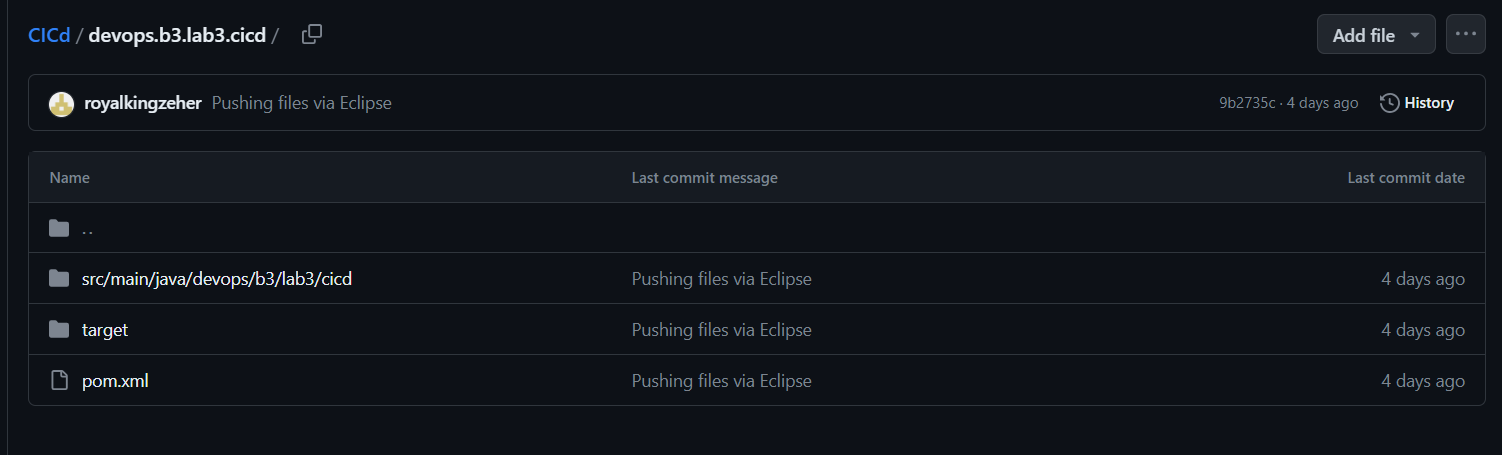 CICd / devops.b3.lab3.cicd /
Add file
royalkingzeher Pushing files via Eclipse
9b2735c · 4 days ago
History
Name Last commit message Last commit date
..
src/main/java/devops/b3/lab3/cicd Pushing files via Eclipse 4 days ago
target Pushing files via Eclipse 4 days ago
pom.xml Pushing files via Eclipse 4 days ago